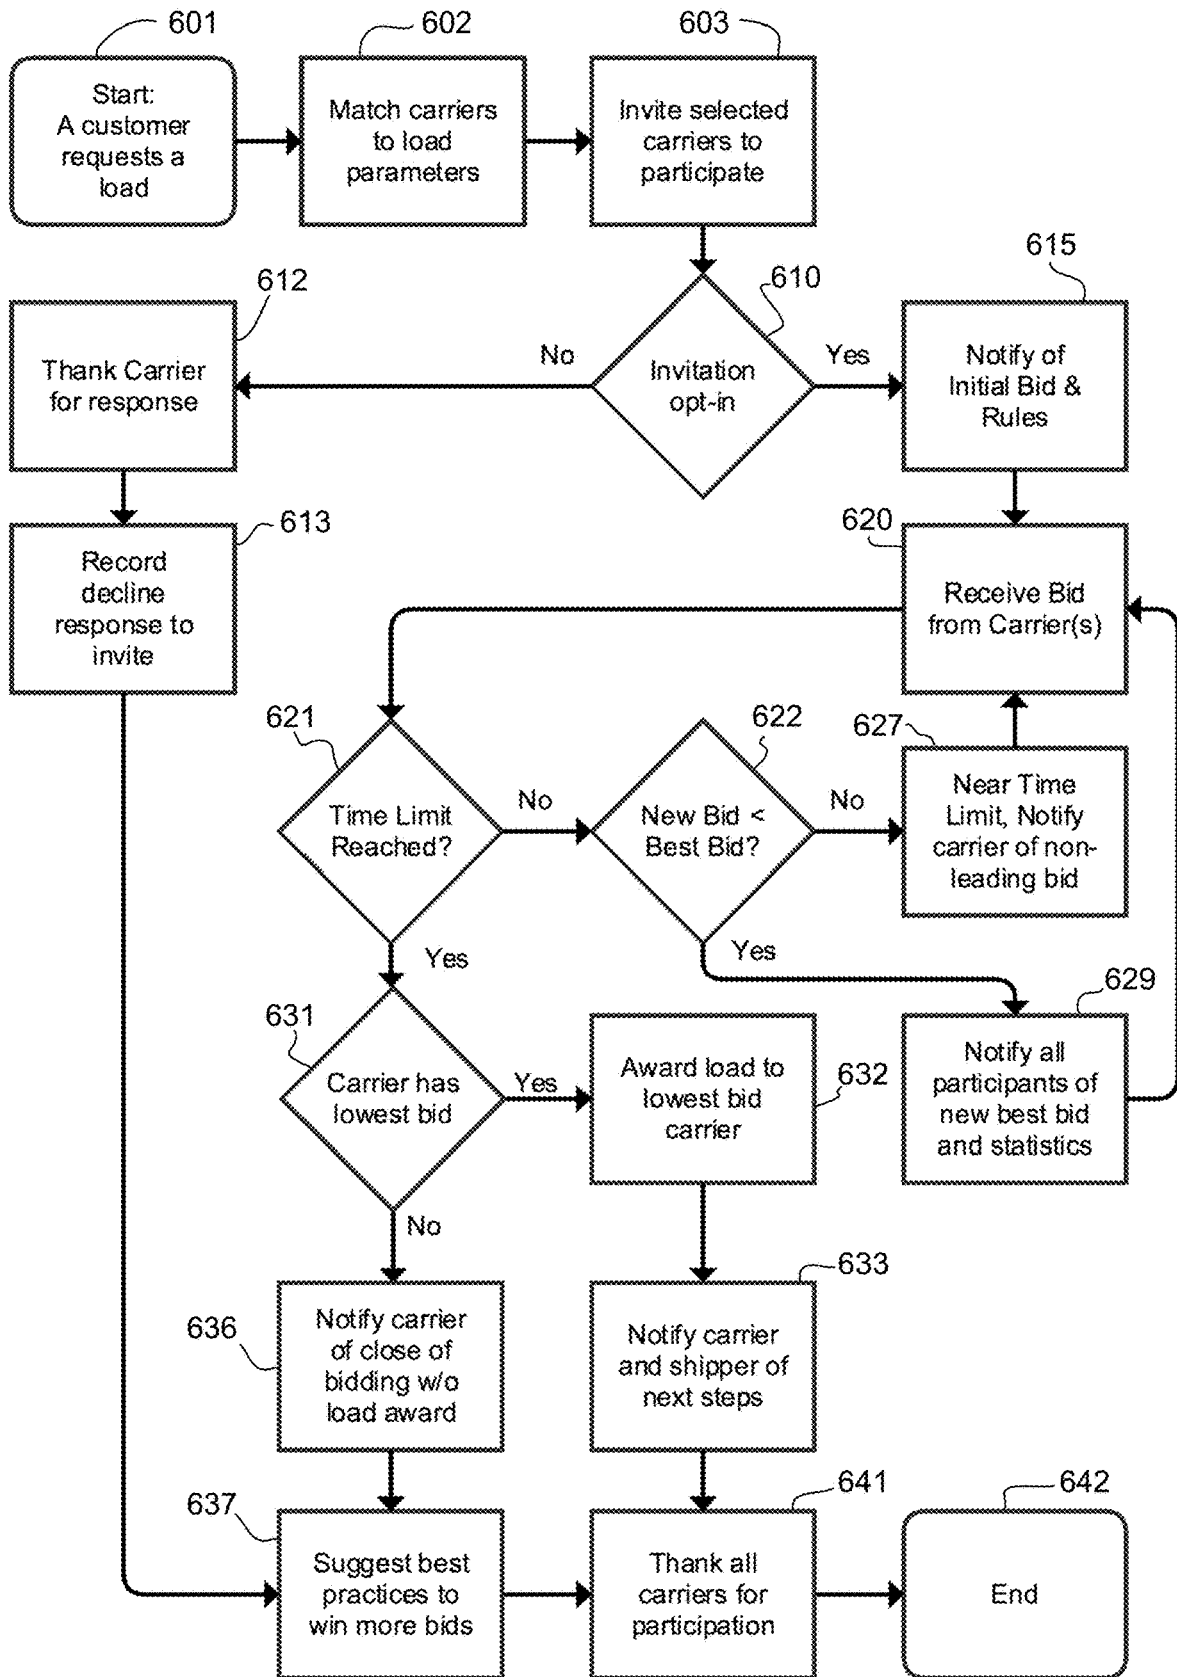 601
602
603
Start:
A customer
requests a
load
Match carriers
to load
parameters
Invite selected
carriers to
participate
612
610
615
No
Yes
Thank Carrier
for response
Invitation
opt-in
Notify of
Initial Bid &
Rules
613
620
Record
decline
response to
invite
Receive Bid
from Carrier(s)
621
622
627
Time Limit
Reached?
No
New Bid <
Best Bid?
No
Near Time
Limit, Notify
carrier of non-
leading bid
Yes
Yes
631
629
Carrier has
lowest bid
Yes
Award load to
lowest bid
carrier
632
Notify all
participants of
new best bid
and statistics
No
633
636
Notify carrier
of close of
bidding w/o
load award
Notify carrier
and shipper of
next steps
637
641
642
Suggest best
practices to
win more bids
Thank all
carriers for
participation
End